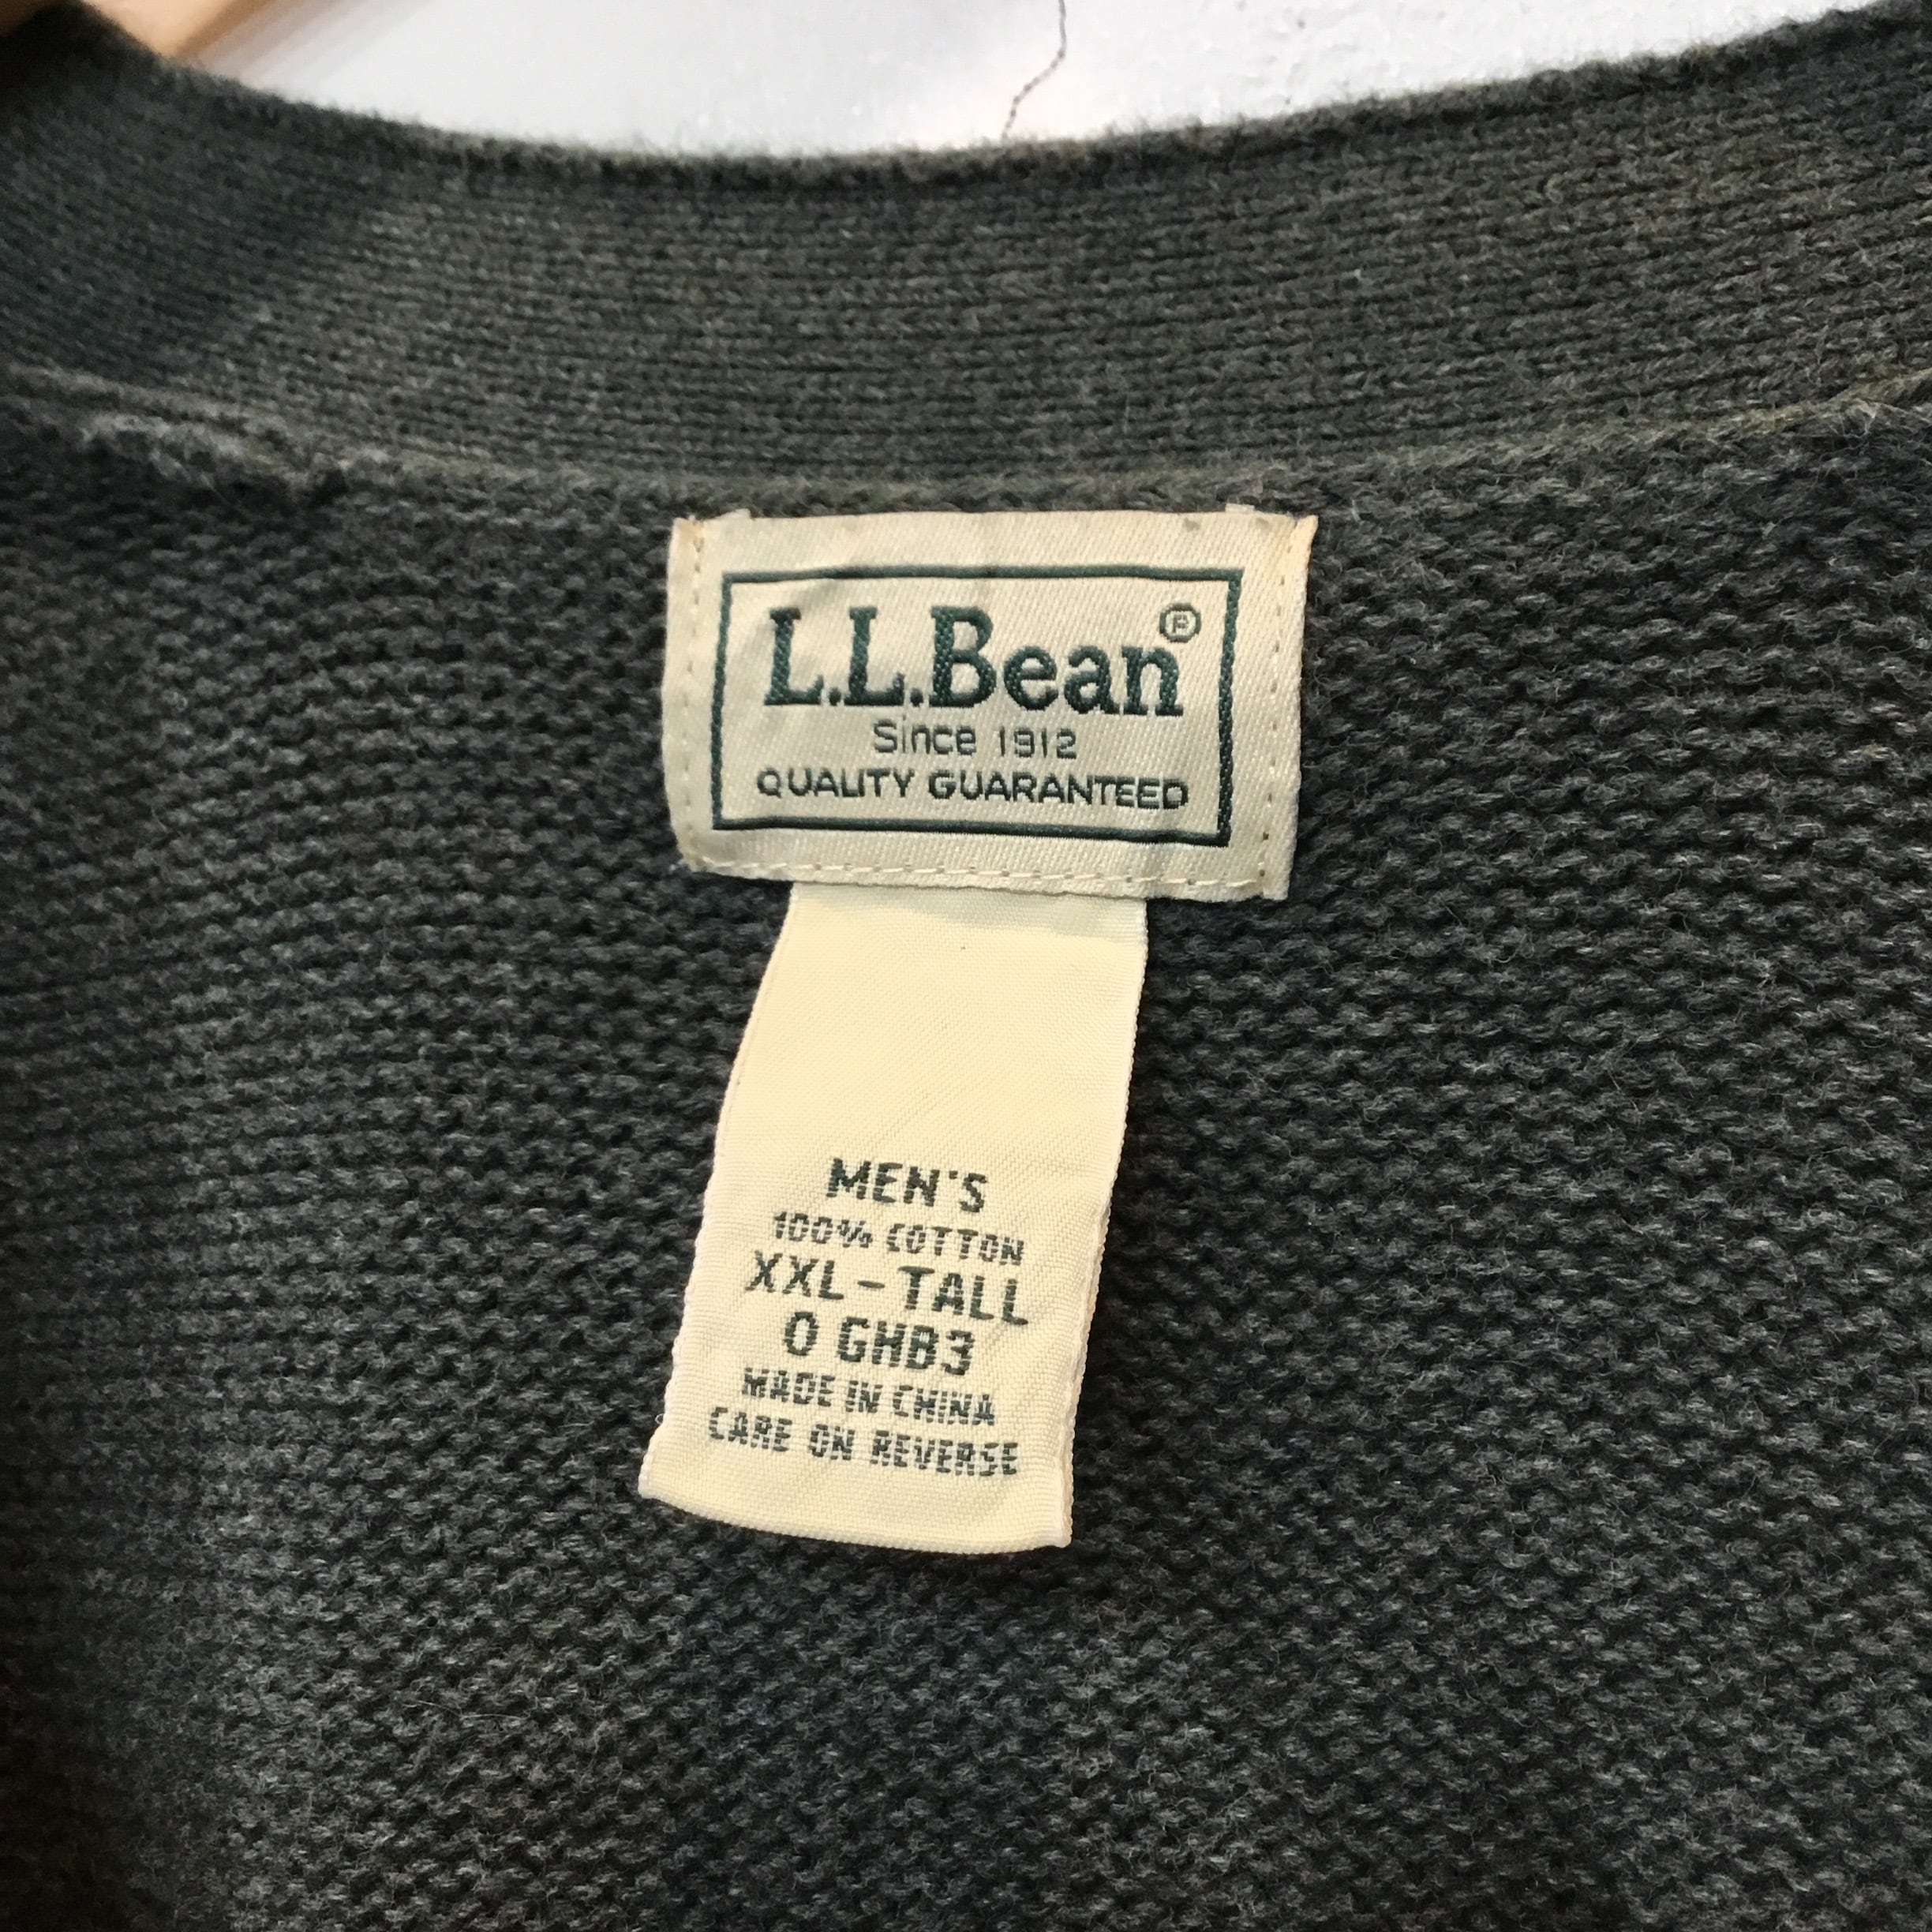 L.L.Bean®
Since 1912
QUALITY GUARANTEED
MEN'S
100% COTTON
XXL-TALL
0 GHB3
MADE IN CHINA
CARE ON REVERSE